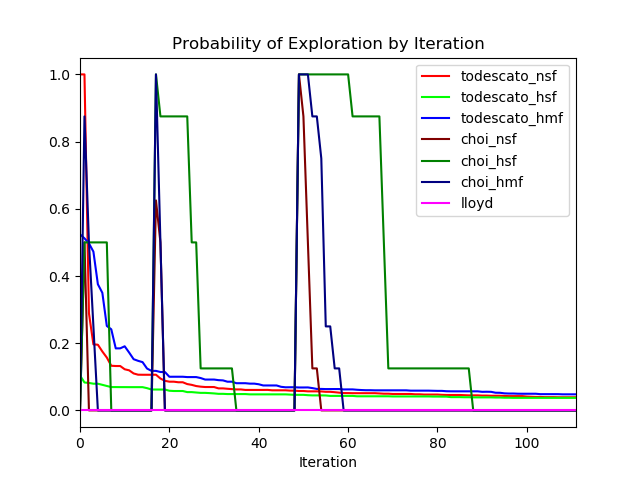 Probability of Exploration by Iteration
1.0
0.8
0.6
0.4
0.2
0.0
todescato_nsf
todescato_hsf
todescato_hmf
choi_nsf
choi_hsf
choi_hmf
lloyd
0 20 40 60 80 100
Iteration